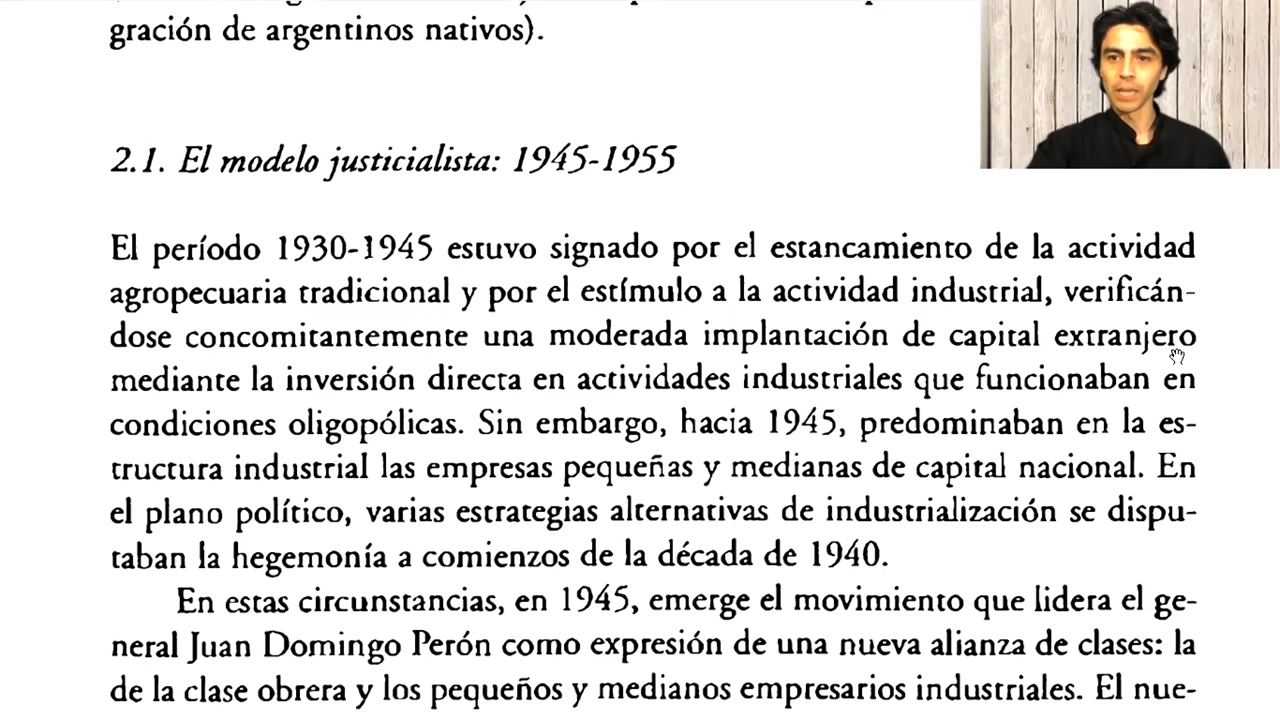 gración de argentinos nativos).
2.1. El modelo justicialista: 1945-1955
El período 1930-1945 estuvo signado por el estancamiento de la actividad
agropecuaria tradicional y por el estímulo a la actividad industrial, verificán-
dose concomitantemente una moderada implantación de capital extranjero
mediante la inversión directa en actividades industriales que funcionaban en
condiciones oligopólicas. Sin embargo, hacia 1945, predominaban en la es-
tructura industrial las empresas pequeñas y medianas de capital nacional. En
el plano político, varias estrategias alternativas de industrialización se dispu-
taban la hegemonía a comienzos de la década de 1940.
En estas circunstancias, en 1945, emerge el movimiento que lidera el ge-
neral Juan Domingo Perón como expresión de una nueva alianza de clases: la
de la clase obrera y los pequeños y medianos empresarios industriales. El nue-